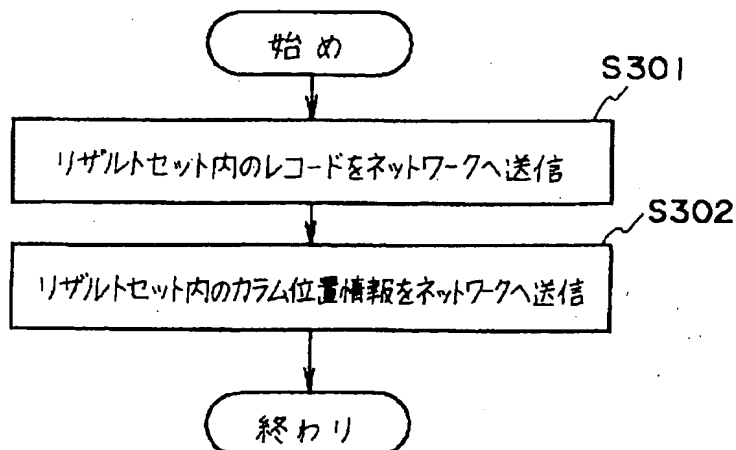 始め
S301
リザルトセット内のレコードをネットワークへ送信
S302
リザルトセット内のカラム位置情報をネットワークへ送信
終わり